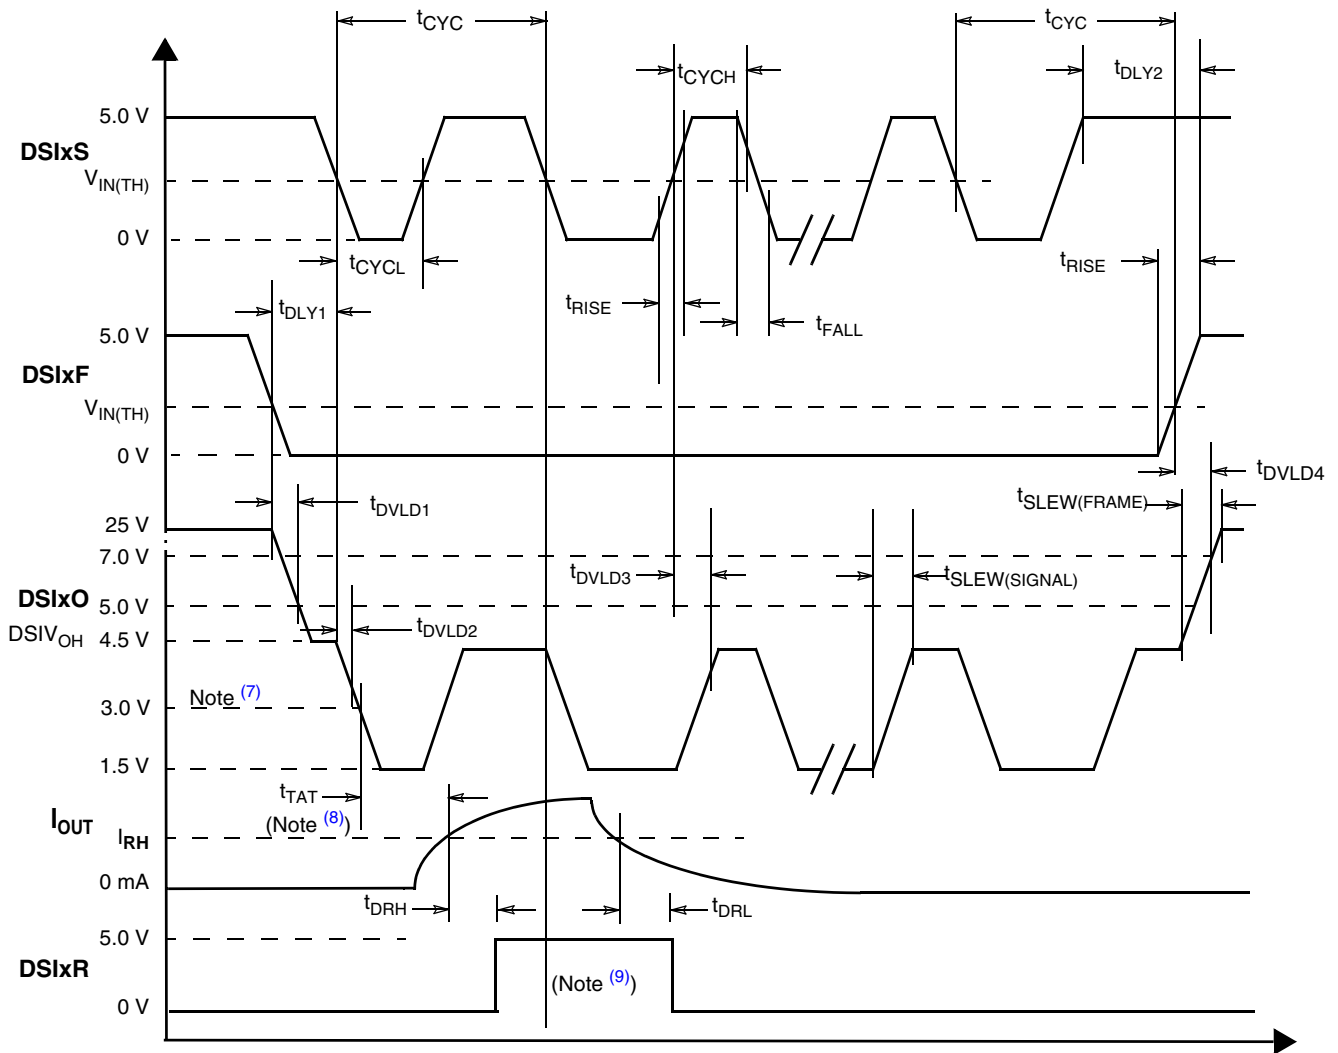 tCYC
tCYC
tCYCH
tDLY2
5.0 V
DSIxS
VIN(TH)
0 V
tCYCL
tRISE
tDLY1
tRISE
tFALL
5.0 V
DSIxF
VIN(TH)
0 V
tDVLD4
tSLEW(FRAME)
tDVLD1
25 V
7.0 V
tDVLD3
tSLEW(SIGNAL)
DSIxO
5.0 V
tDVLD2
DSIVOH
4.5 V
Note (7)
3.0 V
1.5 V
tTAT
(Note (8))
IOUT
IRH
0 mA
tDRH
tDRL
5.0 V
DSIxR
(Note (9))
0 V